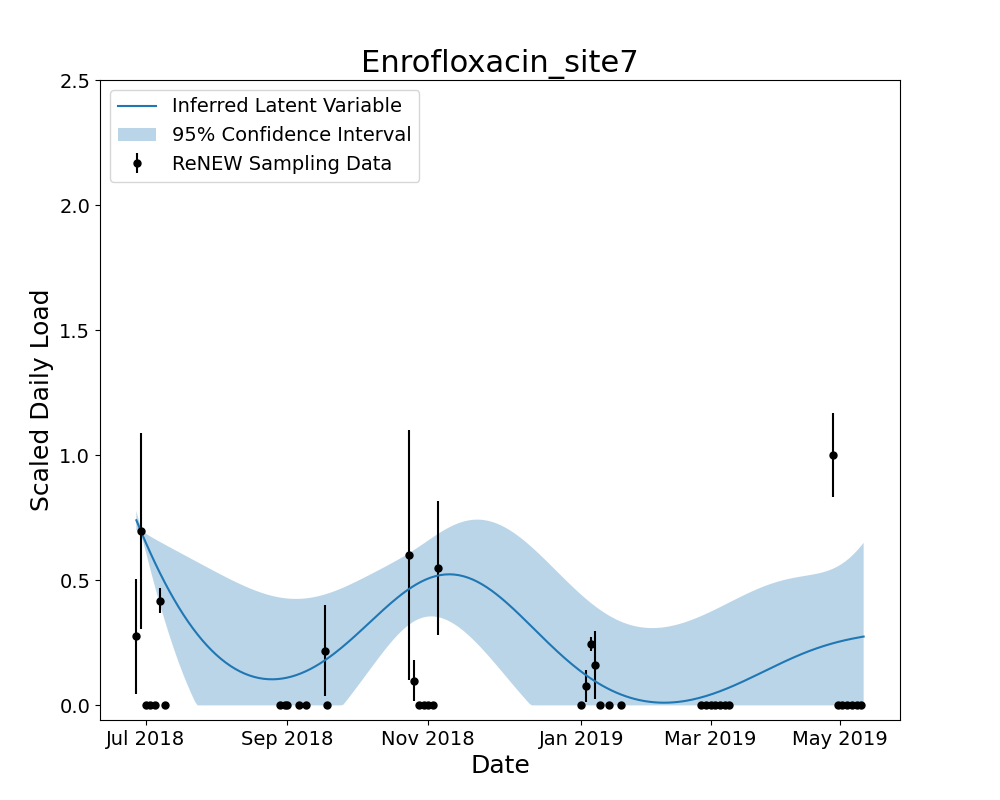 Enrofloxacin_site7
2.5
2.0
1.5
1.0
0.5
0.0
Scaled Daily Load
Inferred Latent Variable
95% Confidence Interval
ReNEW Sampling Data
Jul 2018 Sep 2018 Nov 2018 Jan 2019 Mar 2019 May 2019
Date